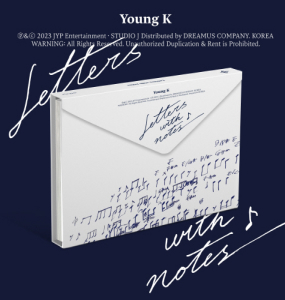 Young K
℗&© 2023 JYP Entertainment · STUDIO J Distributed by DREAMUS COMPANY. KOREA
WARNING: All Rights Reserved. Unauthorized Duplication & Rent is Prohibited.
Letters
Young K
Letters
with
notes
with
notes